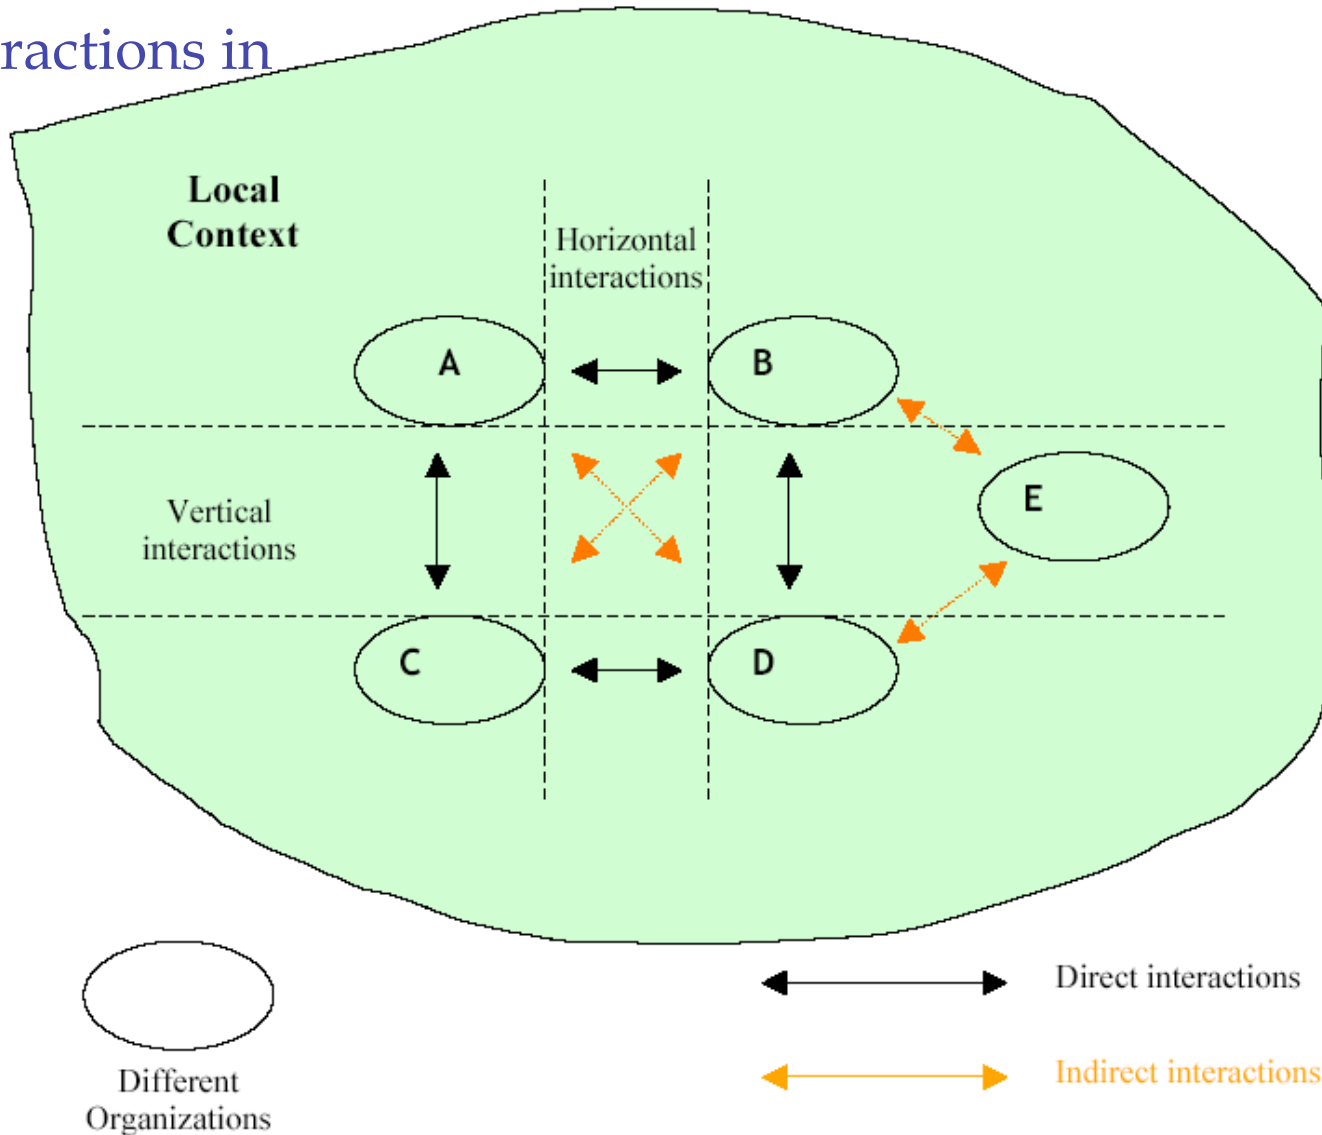 ractions in
Local
Context
Horizontal
interactions
A
B
Vertical
interactions
E
C
D
Different
Organizations
Direct interactions
Indirect interactions